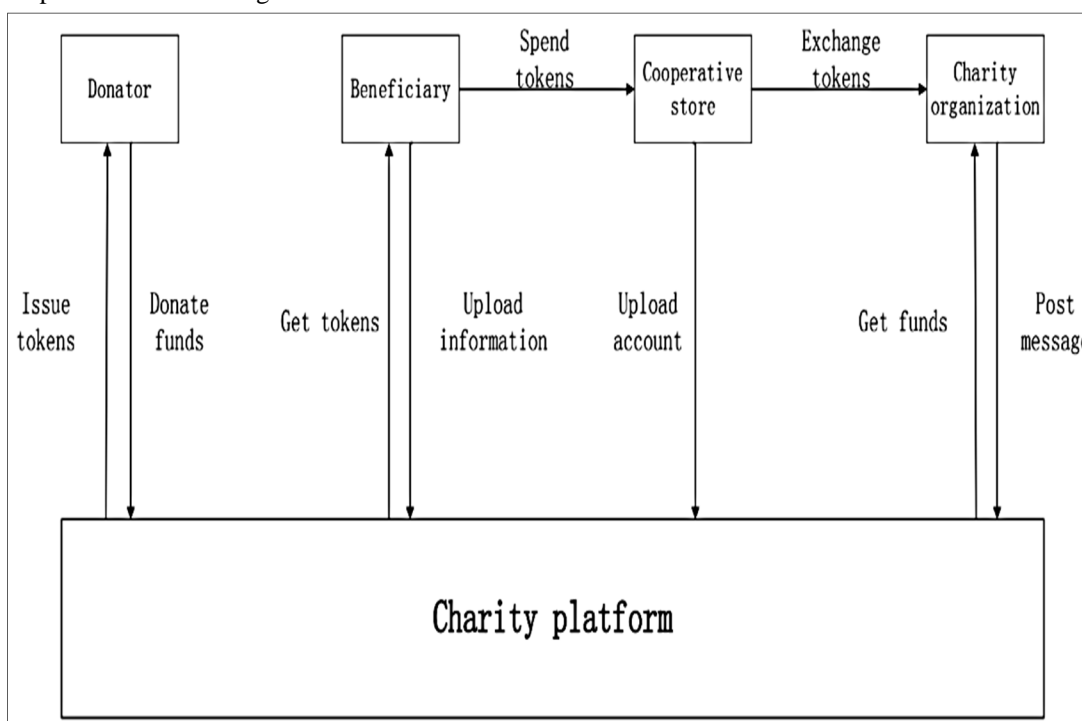 Donator
Beneficiary
Spend
tokens
Cooperative
store
Exchange
tokens
Charity
organization
Issue
tokens
Donate
funds
Get tokens
Upload
information
Upload
account
Get funds
Post
message
Charity platform